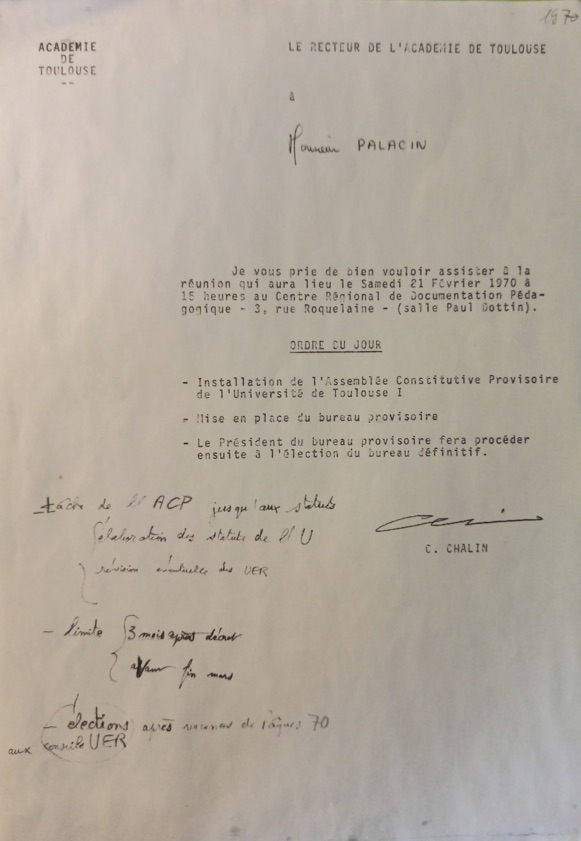 1970
ACADEMIE
DE
TOULOUSE
--
LE RECTEUR DE L'ACADEMIE DE TOULOUSE
à
Monsieur PALACIN
Je vous prie de bien vouloir assister à la
réunion qui aura lieu le Samedi 21 Février 1970 à
15 heures au Centre Régional de Documentation Péda-
gogique - 3, rue Roquelaine - (salle Paul Dottin).
ORDRE DU JOUR
- Installation de l'Assemblée Constitutive Provisoire
de l'Université de Toulouse I
- Mise en place du bureau provisoire
- Le Président du bureau provisoire fera procéder
ensuite à l'élection du bureau définitif.
C. CHALIN
- tâche de l'ACP jusqu'aux statuts
élaboration des statuts de l'U
révision éventuelle des UER
- limite 3 mois après décret
avant fin mars
- élections après vacances de Pâques 70
aux conseils UER